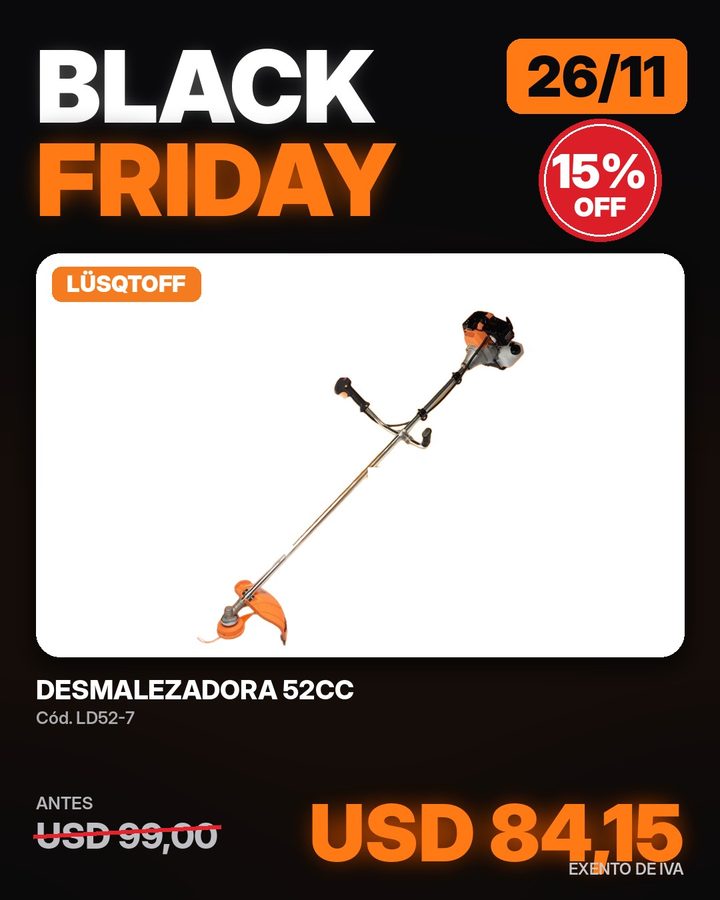 BLACK
FRIDAY
26/11
15%
OFF
LÜSQTOFF
DESMALEZADORA 52CC
Cód. LD52-7
ANTES
USD 99,00
USD 84,15
EXENTO DE IVA